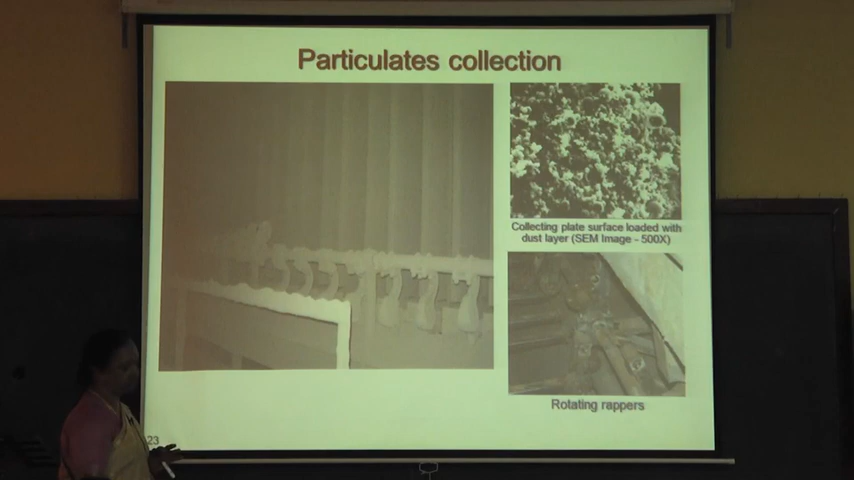 Particulates collection
Collecting plate surface loaded with
dust layer (SEM Image - 500X)
Rotating rappers
23